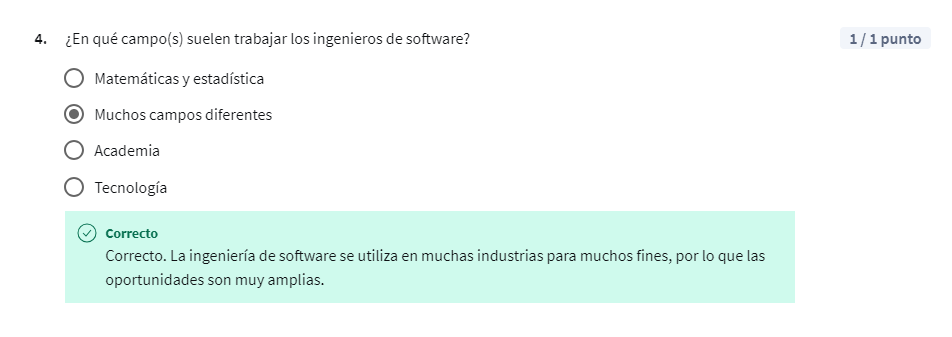 4. ¿En qué campo(s) suelen trabajar los ingenieros de software? 1 / 1 punto
Matemáticas y estadística
Muchos campos diferentes
Academia
Tecnología
Correcto
Correcto. La ingeniería de software se utiliza en muchas industrias para muchos fines, por lo que las
oportunidades son muy amplias.